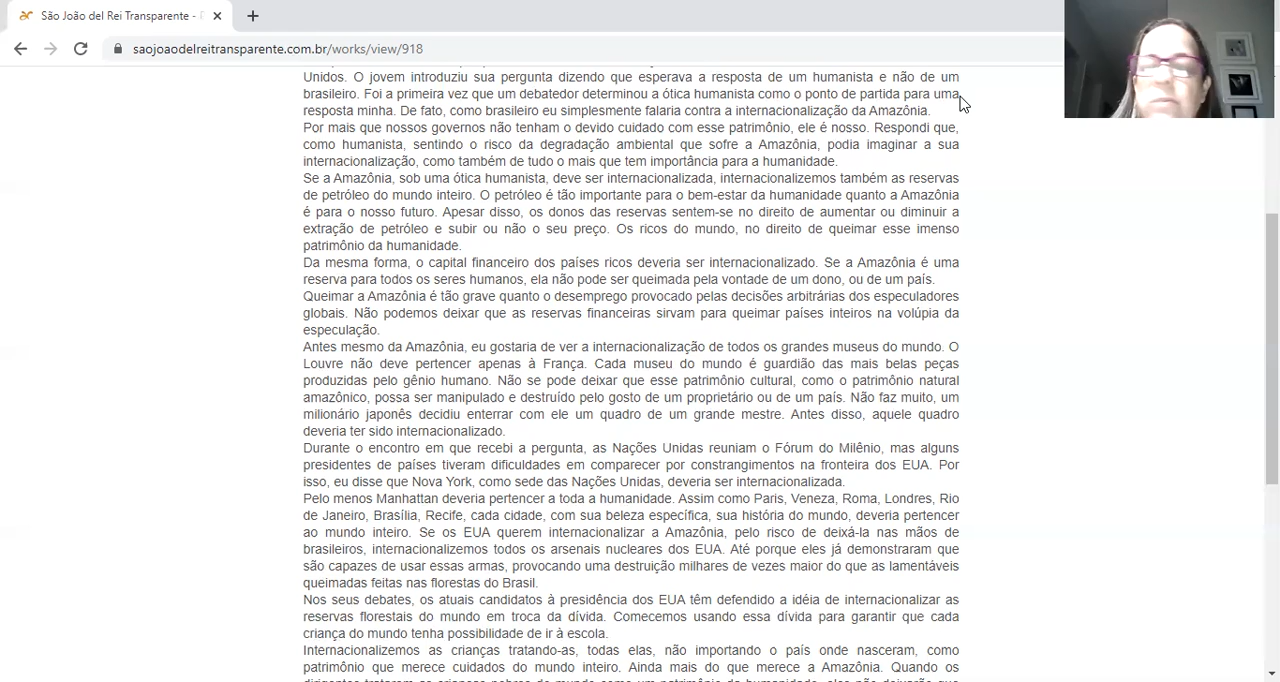 São João del Rei Transparente -
saojoaodelreitransparente.com.br/works/view/918
Unidos. O jovem introduziu sua pergunta dizendo que esperava a resposta de um humanista e não de um
brasileiro. Foi a primeira vez que um debatedor determinou a ótica humanista como o ponto de partida para uma
resposta minha. De fato, como brasileiro eu simplesmente falaria contra a internacionalização da Amazônia.
Por mais que nossos governos não tenham o devido cuidado com esse patrimônio, ele é nosso. Respondi que,
como humanista, sentindo o risco da degradação ambiental que sofre a Amazônia, podia imaginar a sua
internacionalização, como também de tudo o mais que tem importância para a humanidade.
Se a Amazônia, sob uma ótica humanista, deve ser internacionalizada, internacionalizemos também as reservas
de petróleo do mundo inteiro. O petróleo é tão importante para o bem-estar da humanidade quanto a Amazônia
é para o nosso futuro. Apesar disso, os donos das reservas sentem-se no direito de aumentar ou diminuir a
extração de petróleo e subir ou não o seu preço. Os ricos do mundo, no direito de queimar esse imenso
patrimônio da humanidade.
Da mesma forma, o capital financeiro dos países ricos deveria ser internacionalizado. Se a Amazônia é uma
reserva para todos os seres humanos, ela não pode ser queimada pela vontade de um dono, ou de um país.
Queimar a Amazônia é tão grave quanto o desemprego provocado pelas decisões arbitrárias dos especuladores
globais. Não podemos deixar que as reservas financeiras sirvam para queimar países inteiros na volúpia da
especulação.
Antes mesmo da Amazônia, eu gostaria de ver a internacionalização de todos os grandes museus do mundo. O
Louvre não deve pertencer apenas à França. Cada museu do mundo é guardião das mais belas peças
produzidas pelo gênio humano. Não se pode deixar que esse patrimônio cultural, como o patrimônio natural
amazônico, possa ser manipulado e destruído pelo gosto de um proprietário ou de um país. Não faz muito, um
milionário japonês decidiu enterrar com ele um quadro de um grande mestre. Antes disso, aquele quadro
deveria ter sido internacionalizado.
Durante o encontro em que recebi a pergunta, as Nações Unidas reuniam o Fórum do Milênio, mas alguns
presidentes de países tiveram dificuldades em comparecer por constrangimentos na fronteira dos EUA. Por
isso, eu disse que Nova York, como sede das Nações Unidas, deveria ser internacionalizada.
Pelo menos Manhattan deveria pertencer a toda a humanidade. Assim como Paris, Veneza, Roma, Londres, Rio
de Janeiro, Brasília, Recife, cada cidade, com sua beleza específica, sua história do mundo, deveria pertencer
ao mundo inteiro. Se os EUA querem internacionalizar a Amazônia, pelo risco de deixá-la nas mãos de
brasileiros, internacionalizemos todos os arsenais nucleares dos EUA. Até porque eles já demonstraram que
são capazes de usar essas armas, provocando uma destruição milhares de vezes maior do que as lamentáveis
queimadas feitas nas florestas do Brasil.
Nos seus debates, os atuais candidatos à presidência dos EUA têm defendido a idéia de internacionalizar as
reservas florestais do mundo em troca da dívida. Comecemos usando essa dívida para garantir que cada
criança do mundo tenha possibilidade de ir à escola.
Internacionalizemos as crianças tratando-as, todas elas, não importando o país onde nasceram, como
patrimônio que merece cuidados do mundo inteiro. Ainda mais do que merece a Amazônia. Quando os